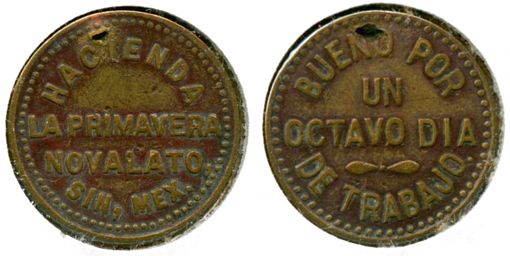 HACIENDA
LA PRIMAVERA
NOVALATO,
SIN, MEX.
BUENO POR
UN
OCTAVO DIA
DE TRABAJO.